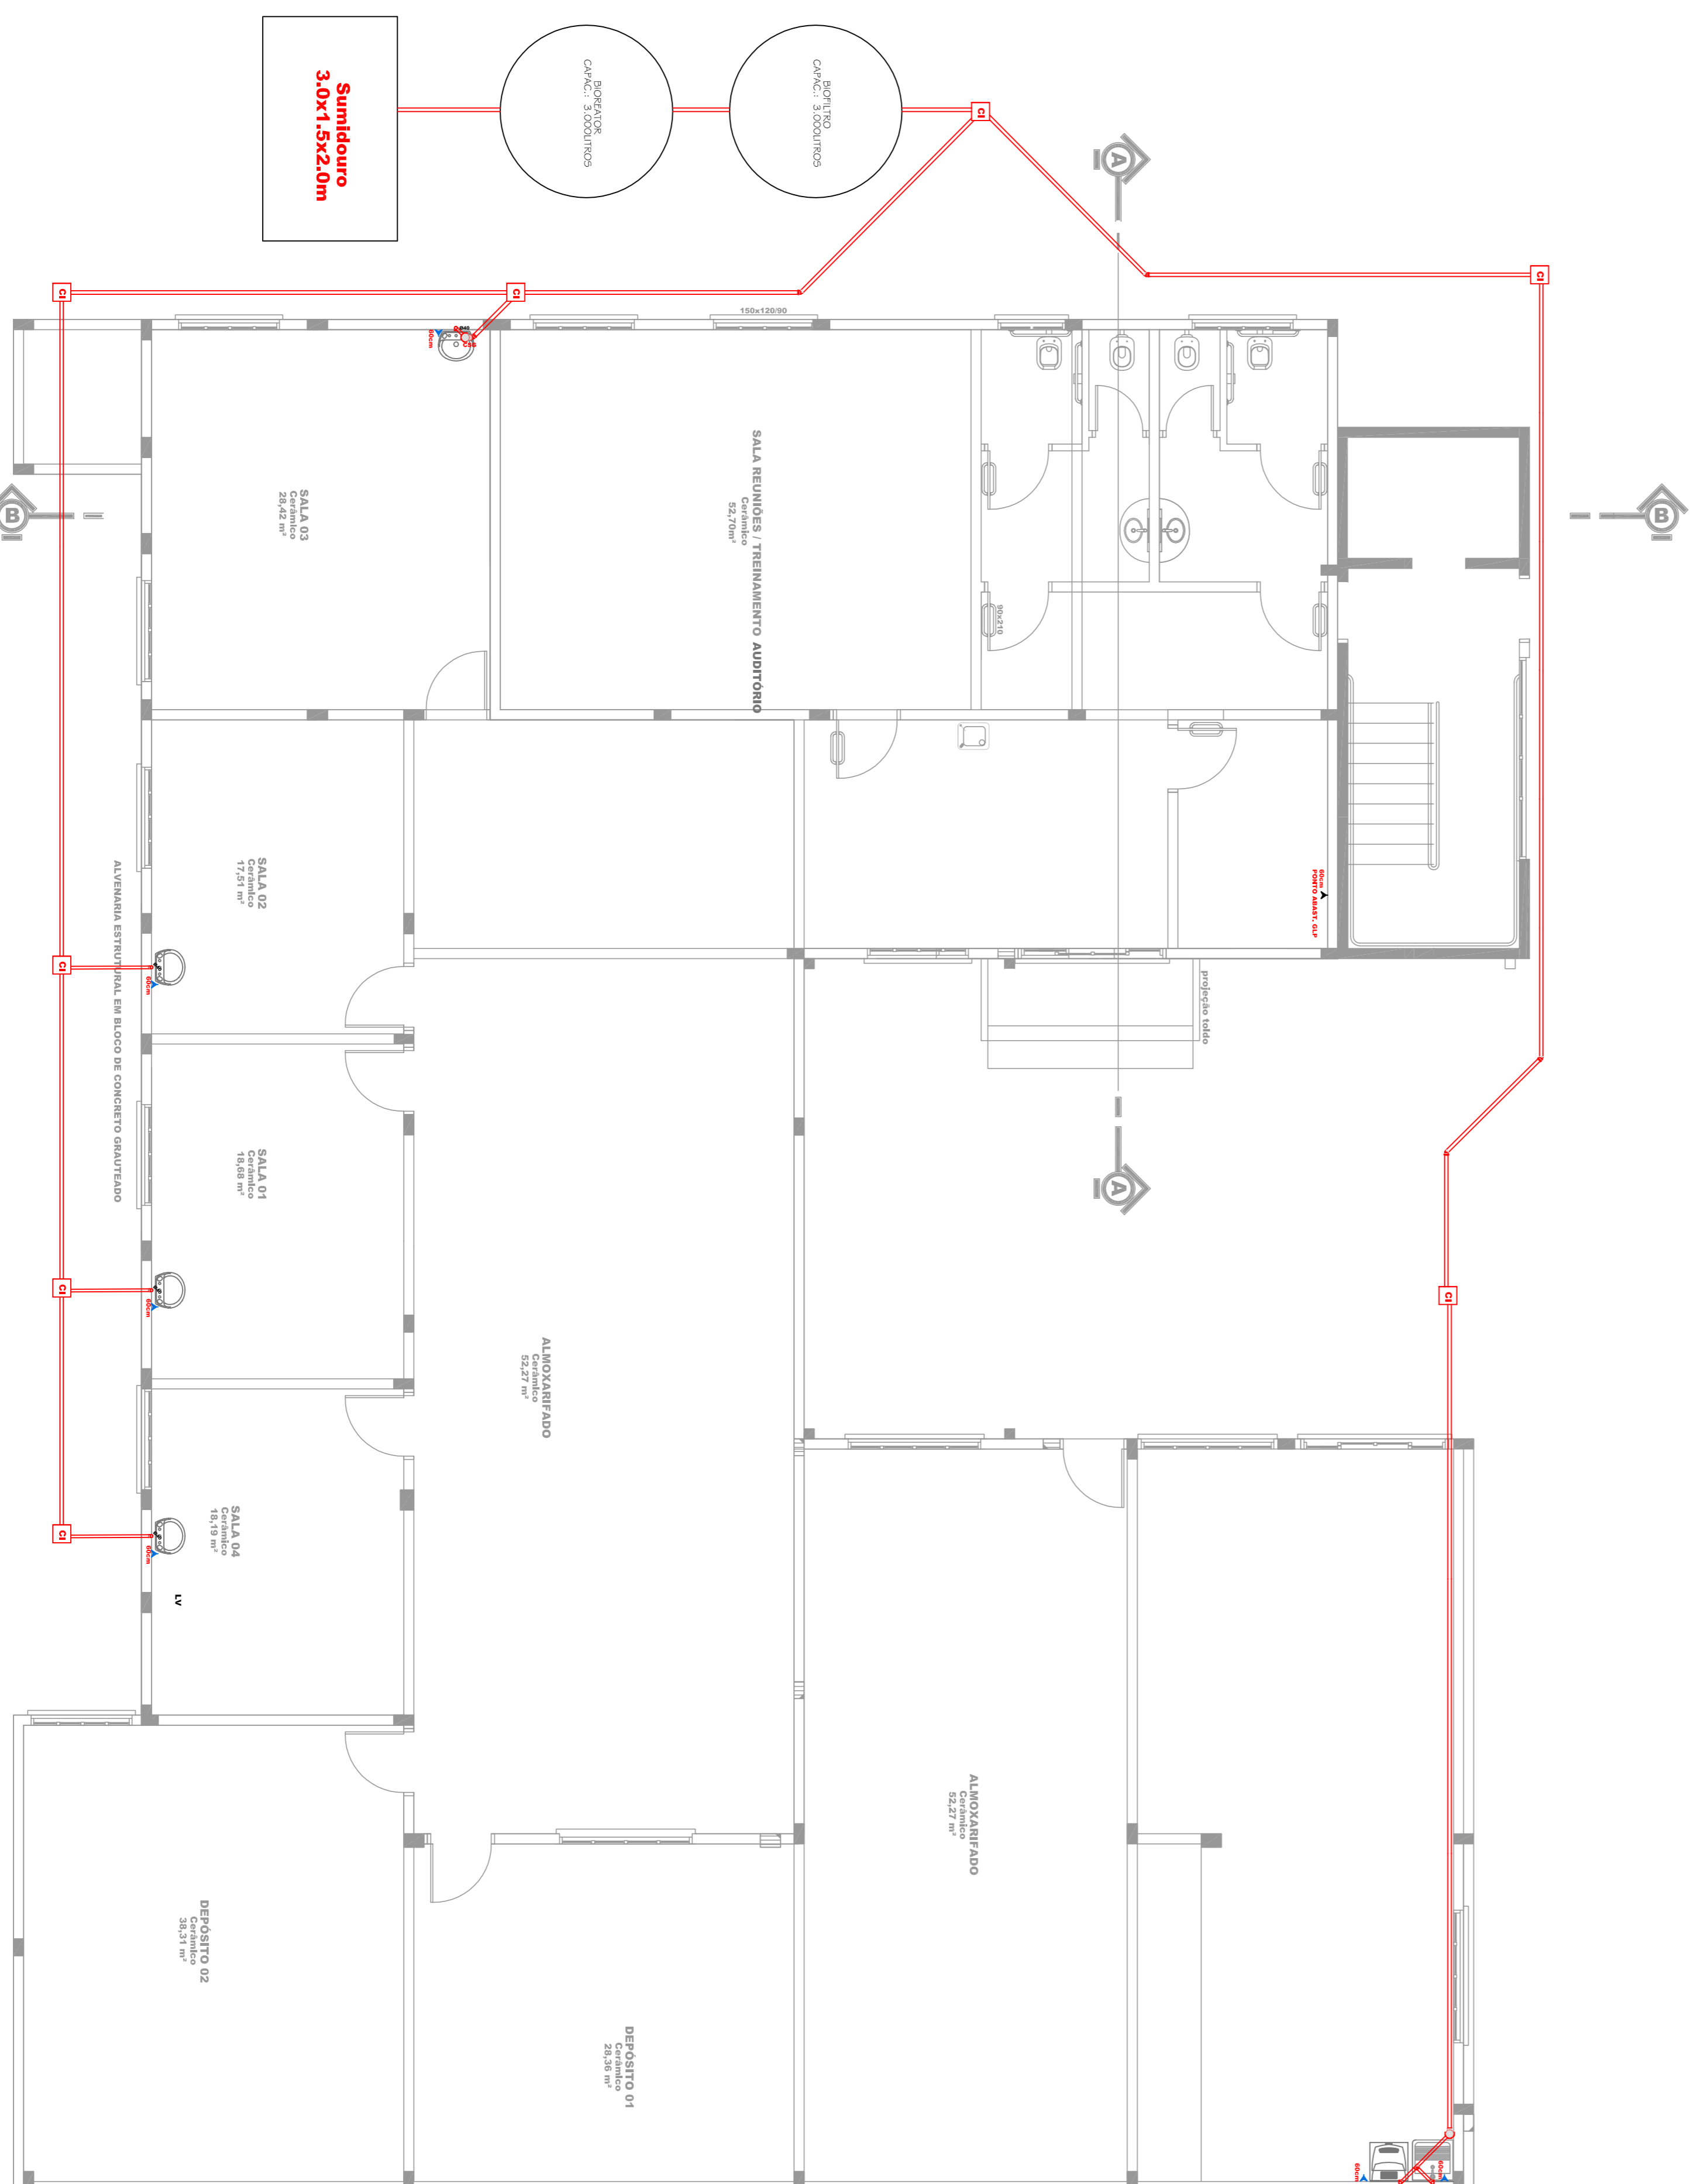 Sumidouro
3.0x1.5x2.0m
BIOREATOR
CAPAC.: 3.000LITROS
BIOFILTRO
CAPAC.: 3.000LITROS
CI
A
CI
CI
CI
150x120/90
60cm
Ø40
CSG
SALA REUNIÕES / TREINAMENTO AUDITÓRIO
Cerâmico
52,70m²
SALA 03
Cerâmico
28,42 m²
B
B
90x210
SALA 02
Cerâmico
17,51 m²
ALVENARIA ESTRUTURAL EM BLOCO DE CONCRETO GRAUTEADO
60cm
PONTO ABAST. GLP
projeção toldo
CI
60cm
SALA 01
Cerâmico
18,68 m²
A
CI
60cm
CI
ALMOXARIFADO
Cerâmico
52,27 m²
SALA 04
Cerâmico
18,19 m²
CI
60cm
LV
ALMOXARIFADO
Cerâmico
52,27 m²
DEPÓSITO 02
Cerâmico
38,31 m²
DEPÓSITO 01
Cerâmico
28,36 m²
60cm
60cm